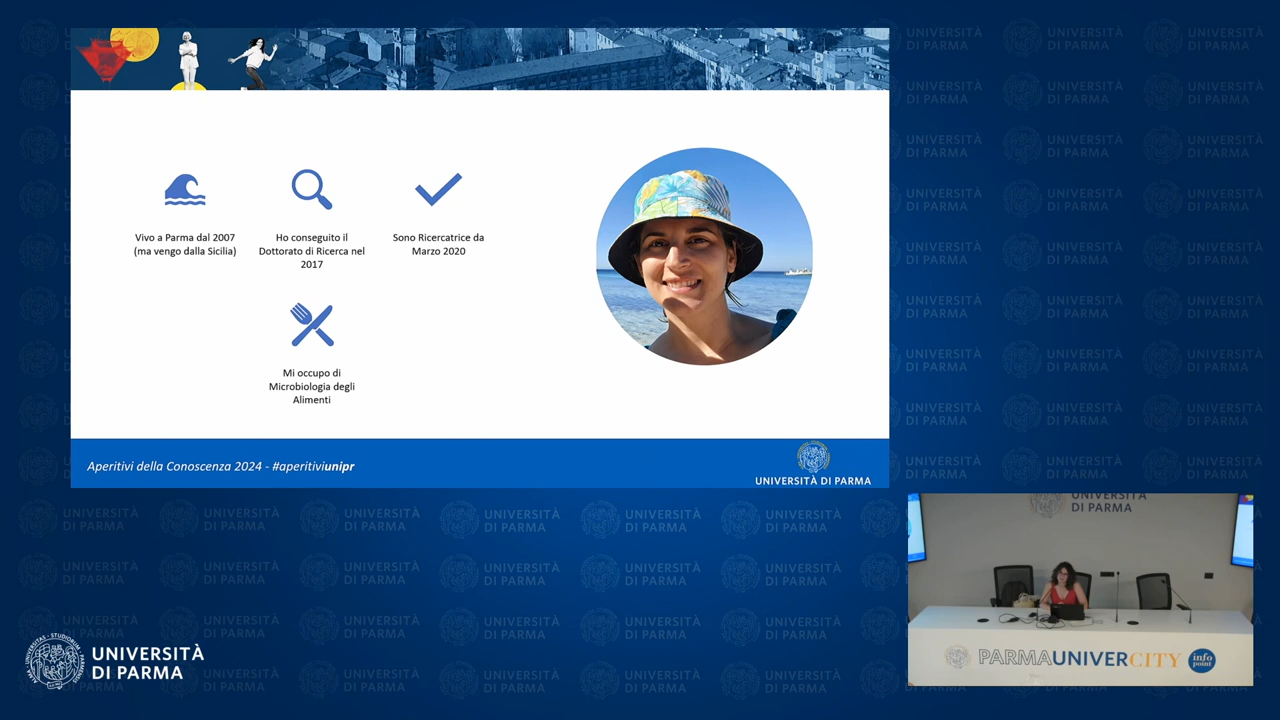 Vivo a Parma dal 2007
(ma vengo dalla Sicilia)
Ho conseguito il
Dottorato di Ricerca nel
2017
Sono Ricercatrice da
Marzo 2020
Mi occupo di
Microbiologia degli
Alimenti
Aperitivi della Conoscenza 2024 - #aperitiviunipr
UNIVERSITÀ DI PARMA
UNIVERSITÀ
DI PARMA
UNIVERSITÀ
DI PARMA
PARMAUNIVERCITY
info
point